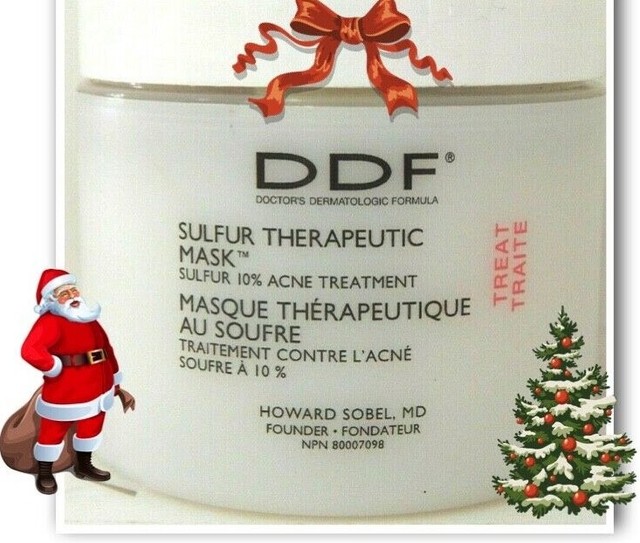 DDF®
DOCTOR'S DERMATOLOGIC FORMULA
SULFUR THERAPEUTIC
MASK™
SULFUR 10% ACNE TREATMENT
MASQUE THÉRAPEUTIQUE
AU SOUFRE
TRAITEMENT CONTRE L'ACNÉ
SOUFRE À 10 %
TREAT
TRAITE
HOWARD SOBEL, MD
FOUNDER • FONDATEUR
NPN 80007098